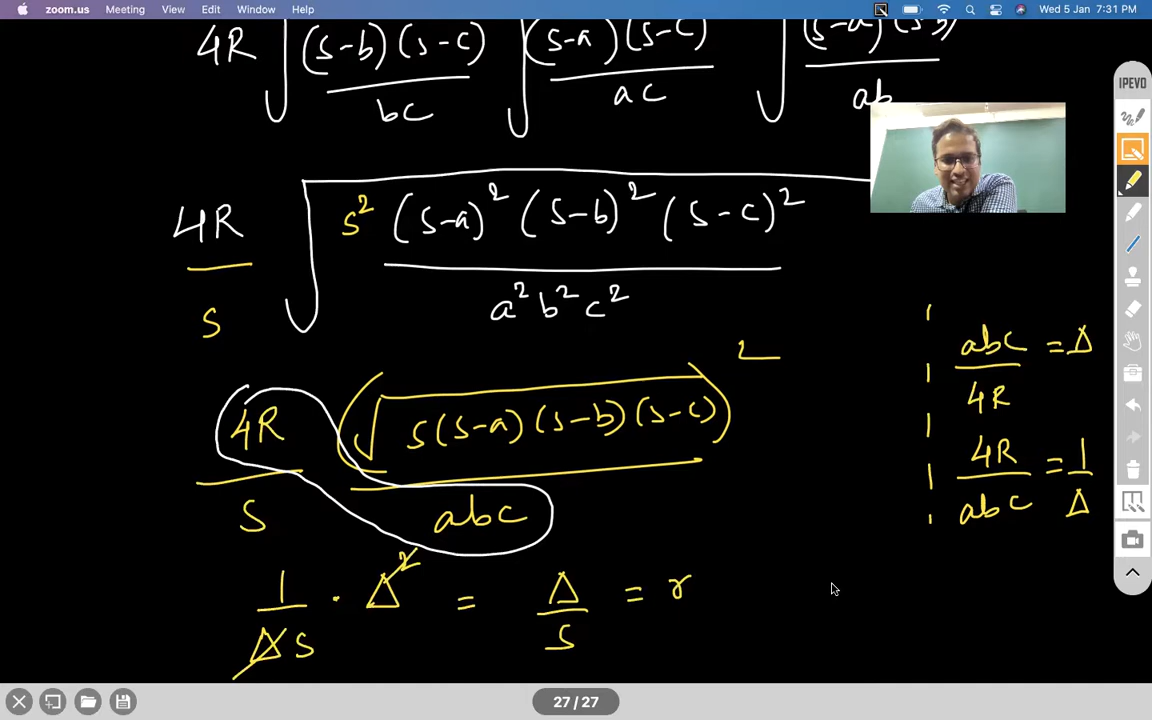 zoom.us Meeting View Edit Window Help Wed 5 Jan 7:31 PM
4R √((s-b)(s-c)/bc) √((s-a)(s-c)/ac) √((s-a)(s-b)/ab)
IPEVO
4R/s √(s²(s-a)²(s-b)²(s-c)²/a²b²c²)
abc/4R = Δ
4R/s (√(s(s-a)(s-b)(s-c)))²/abc
4R/abc = 1/Δ
1/Δs · Δ² = Δ/s = r
27 / 27